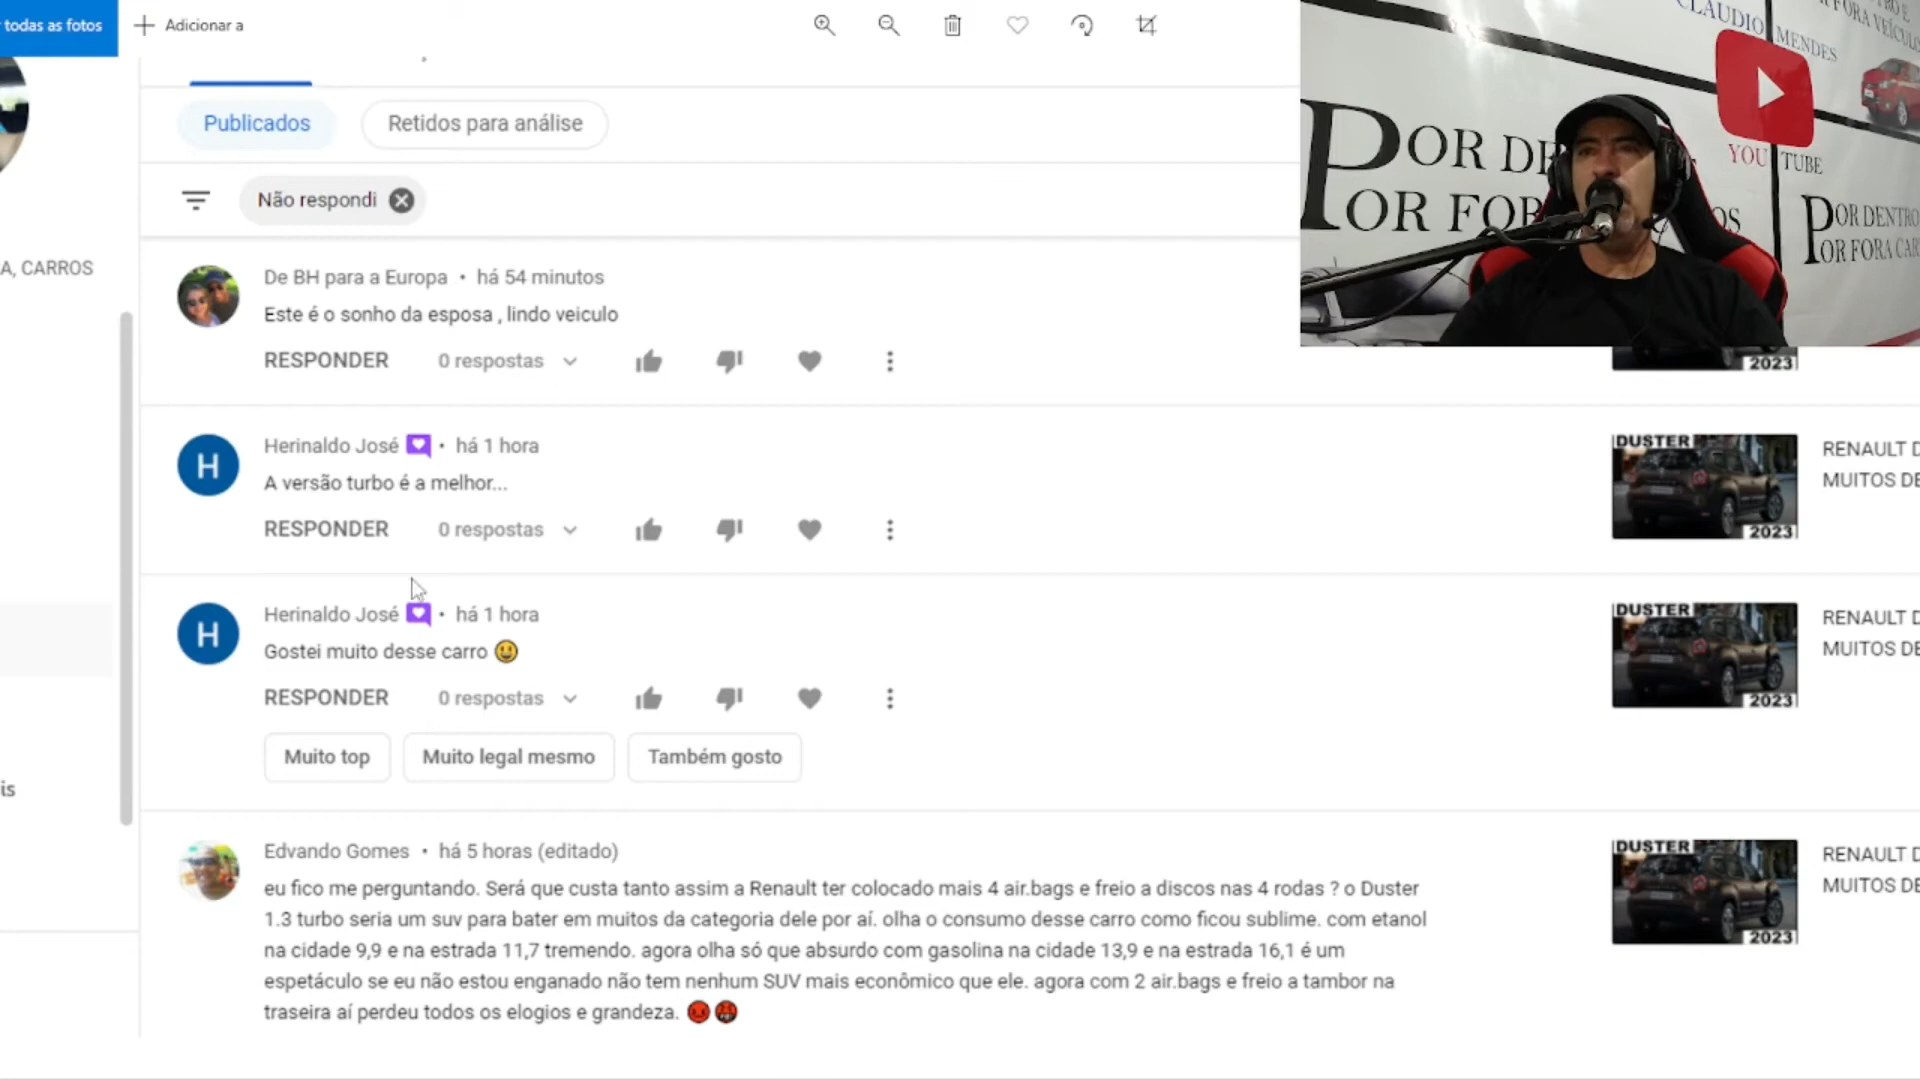 todas as fotos
Adicionar a
Publicados
Retidos para análise
Não respondi
A, CARROS
is
De BH para a Europa • há 54 minutos
Este é o sonho da esposa , lindo veiculo
RESPONDER 0 respostas
2023
Herinaldo José • há 1 hora
A versão turbo é a melhor...
RESPONDER 0 respostas
DUSTER
2023
RENAULT D
MUITOS DE
Herinaldo José • há 1 hora
Gostei muito desse carro 😃
RESPONDER 0 respostas
Muito top
Muito legal mesmo
Também gosto
DUSTER
2023
RENAULT D
MUITOS DE
Edvando Gomes • há 5 horas (editado)
eu fico me perguntando. Será que custa tanto assim a Renault ter colocado mais 4 air.bags e freio a discos nas 4 rodas ? o Duster
1.3 turbo seria um suv para bater em muitos da categoria dele por aí. olha o consumo desse carro como ficou sublime. com etanol
na cidade 9,9 e na estrada 11,7 tremendo. agora olha só que absurdo com gasolina na cidade 13,9 e na estrada 16,1 é um
espetáculo se eu não estou enganado não tem nenhum SUV mais econômico que ele. agora com 2 air.bags e freio a tambor na
traseira aí perdeu todos os elogios e grandeza. 😡🤬
DUSTER
2023
RENAULT D
MUITOS DE
CLAUDIO MENDES
R FORA VEÍCULO
YOU TUBE
POR DE
POR FOR
OS
POR DENTRO
POR FORA CAR
H
H